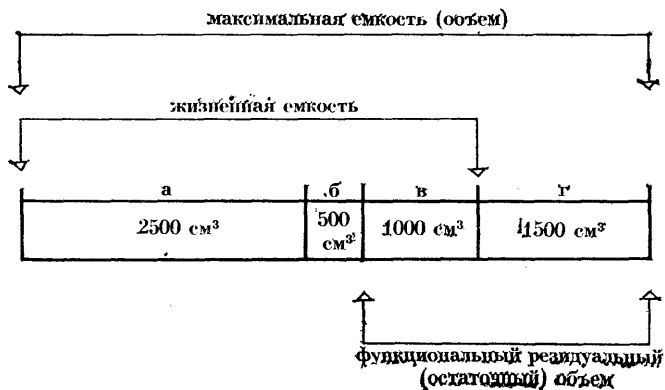 максимальная емкость (объем)
жизненная емкость
а б в г
2500 см³ 500 см³ 1000 см³ 1500 см³
функциональный резидуальный
(остаточный) объем